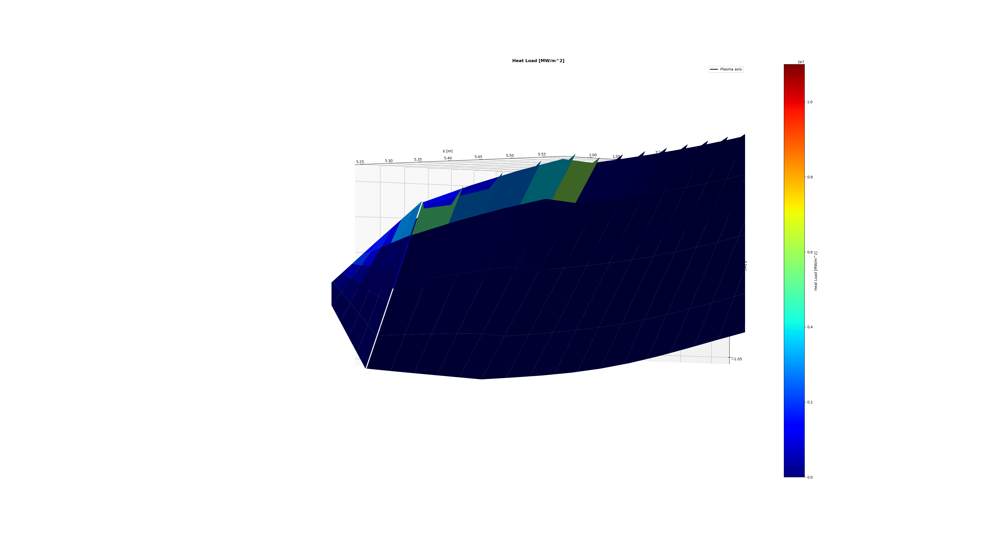 Heat Load [MW/m^2]
1e7
Plasma axis
1.0
X [m]
Y [
5.25
5.30
5.35
5.40
5.45
5.50
5.55
1.00
1.05
0.8
0.6
Heat Load [MW/m^2]
Z [m]
0.4
−1.05
0.2
0.0